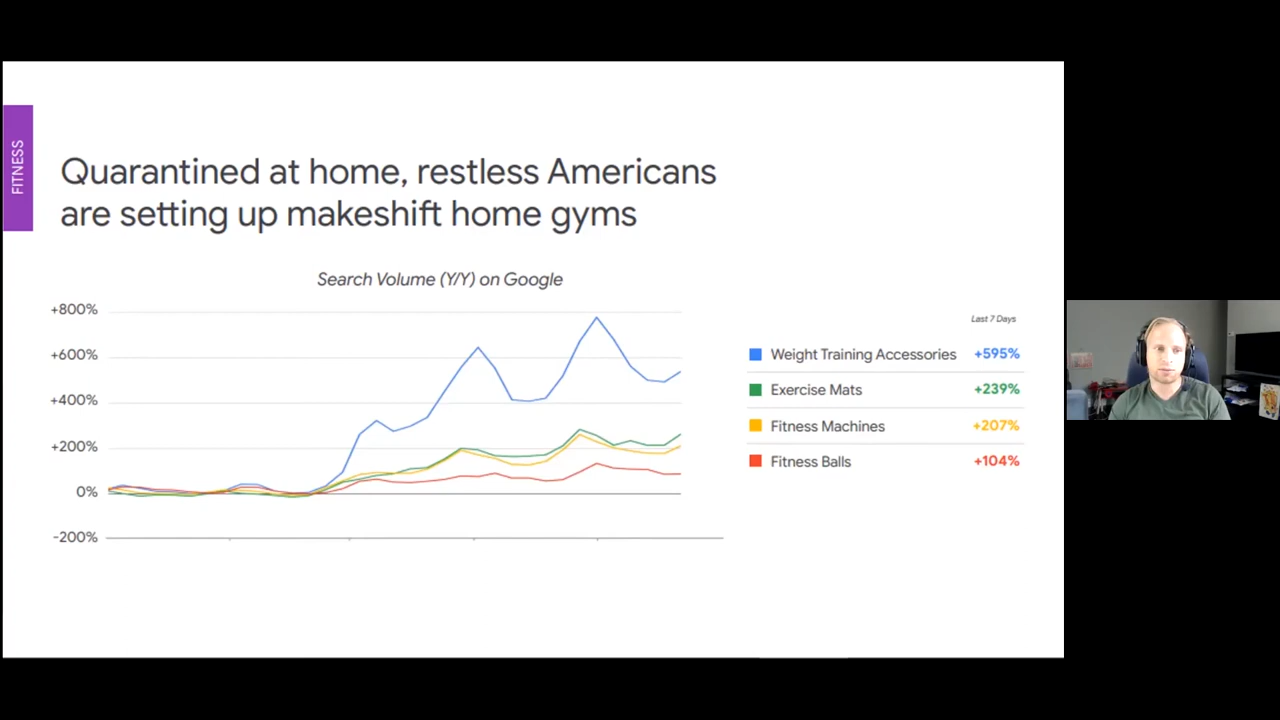 FITNESS
Quarantined at home, restless Americans
are setting up makeshift home gyms
Search Volume (Y/Y) on Google
+800%
+600%
+400%
+200%
0%
-200%
Last 7 Days
Weight Training Accessories +595%
Exercise Mats +239%
Fitness Machines +207%
Fitness Balls +104%